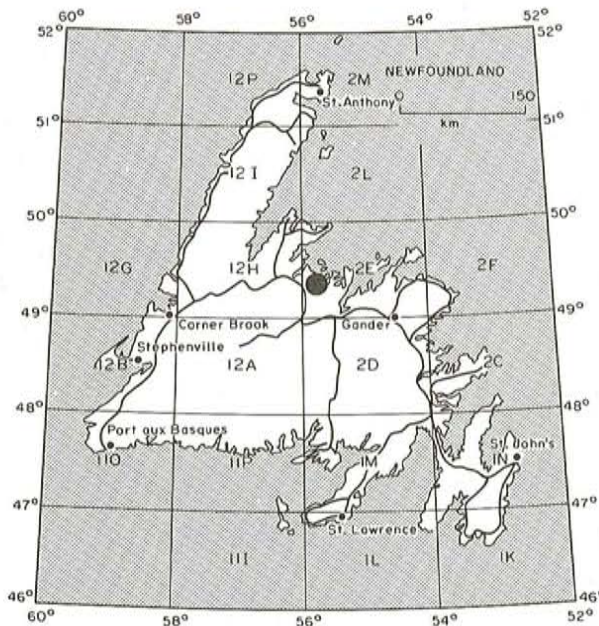 60° 58° 56° 54° 52°
52° 52°
12P 2M NEWFOUNDLAND
St. Anthony 0 150
km
51° 51°
12I 2L
50° 50°
12G 12H 2E 2F
49° 49°
Corner Brook Gander
Stephenville
12B 12A 2D 2C
48° 48°
Port aux Basques St. John's
11O 11P 1M 1N
47° 47°
St. Lawrence
11I 1L 1K
46° 46°
60° 58° 56° 54° 52°